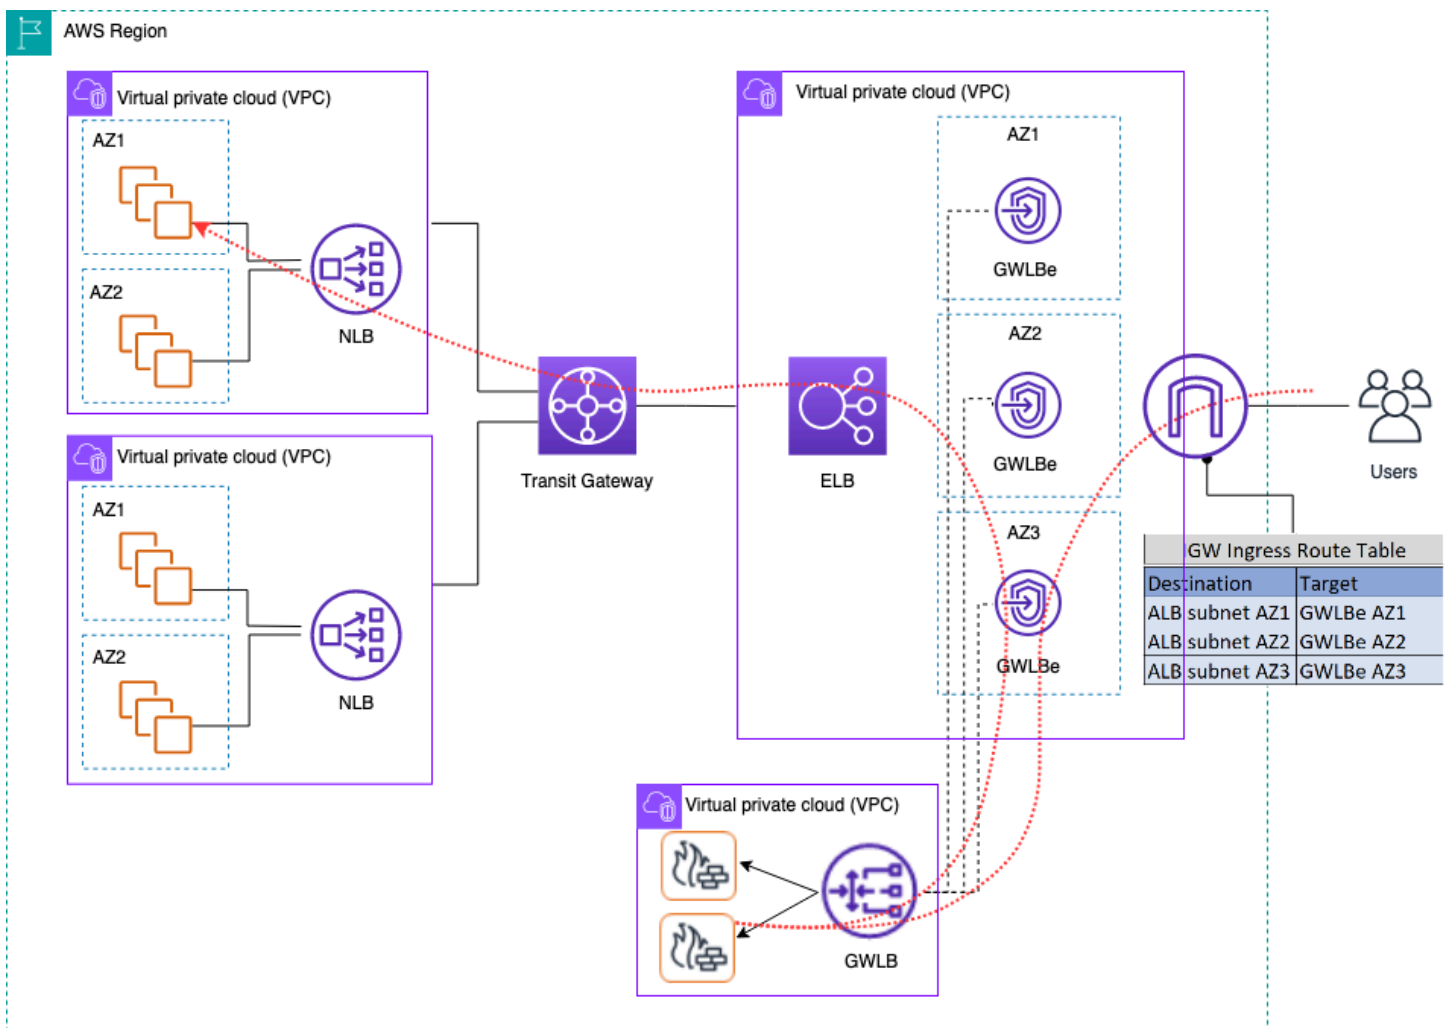 AWS Region
Virtual private cloud (VPC)
AZ1
AZ2
NLB
Virtual private cloud (VPC)
AZ1
AZ2
NLB
Transit Gateway
Virtual private cloud (VPC)
ELB
AZ1
GWLBe
AZ2
GWLBe
AZ3
GWLBe
Users
IGW Ingress Route Table
Destination Target
ALB subnet AZ1 GWLBe AZ1
ALB subnet AZ2 GWLBe AZ2
ALB subnet AZ3 GWLBe AZ3
Virtual private cloud (VPC)
GWLB